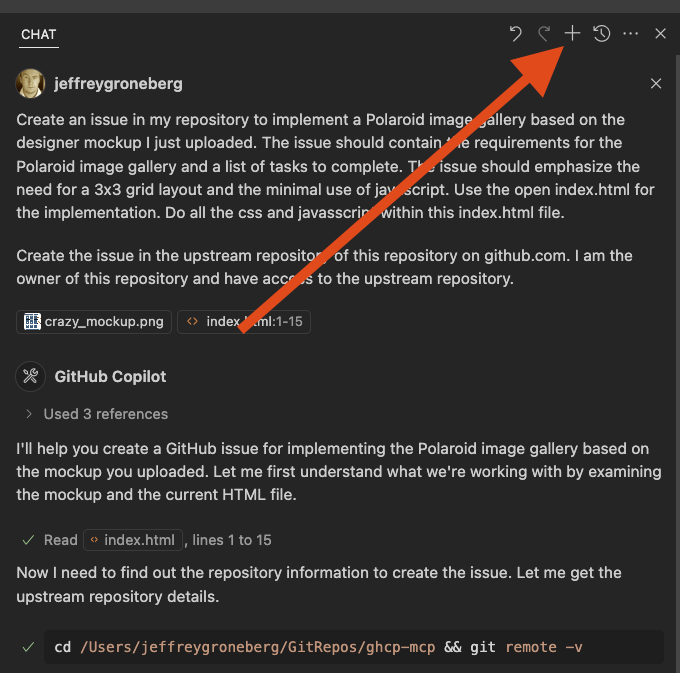 CHAT
jeffreygroneberg
Create an issue in my repository to implement a Polaroid image gallery based on the
designer mockup I just uploaded. The issue should contain the requirements for the
Polaroid image gallery and a list of tasks to complete. The issue should emphasize the
need for a 3x3 grid layout and the minimal use of javascript. Use the open index.html for
the implementation. Do all the css and javasscript within this index.html file.
Create the issue in the upstream repository of this repository on github.com. I am the
owner of this repository and have access to the upstream repository.
crazy_mockup.png
index.html:1-15
GitHub Copilot
Used 3 references
I'll help you create a GitHub issue for implementing the Polaroid image gallery based on
the mockup you uploaded. Let me first understand what we're working with by examining
the mockup and the current HTML file.
Read index.html, lines 1 to 15
Now I need to find out the repository information to create the issue. Let me get the
upstream repository details.
cd /Users/jeffreygroneberg/GitRepos/ghcp-mcp && git remote -v